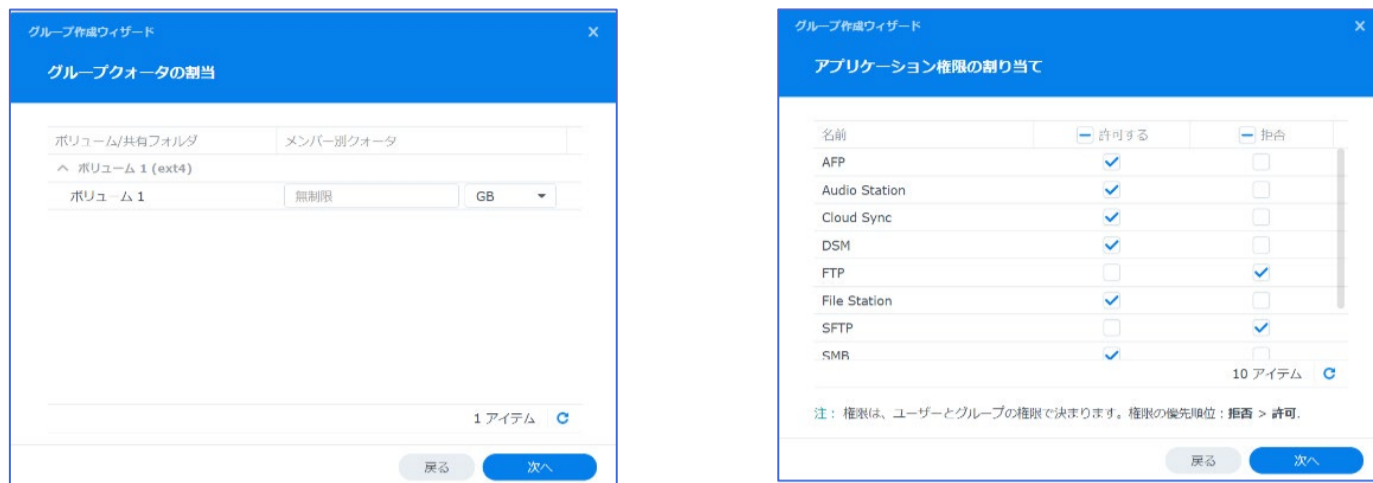 グループ作成ウィザード
グループクォータの割当
ボリューム/共有フォルダ メンバー別クォータ
ボリューム 1 (ext4)
ボリューム 1 無制限 GB
1 アイテム
戻る 次へ
グループ作成ウィザード
アプリケーション権限の割り当て
名前 許可する 拒否
AFP
Audio Station
Cloud Sync
DSM
FTP
File Station
SFTP
SMB
10 アイテム
注： 権限は、ユーザーとグループの権限で決まります。権限の優先順位 : 拒否 > 許可.
戻る 次へ